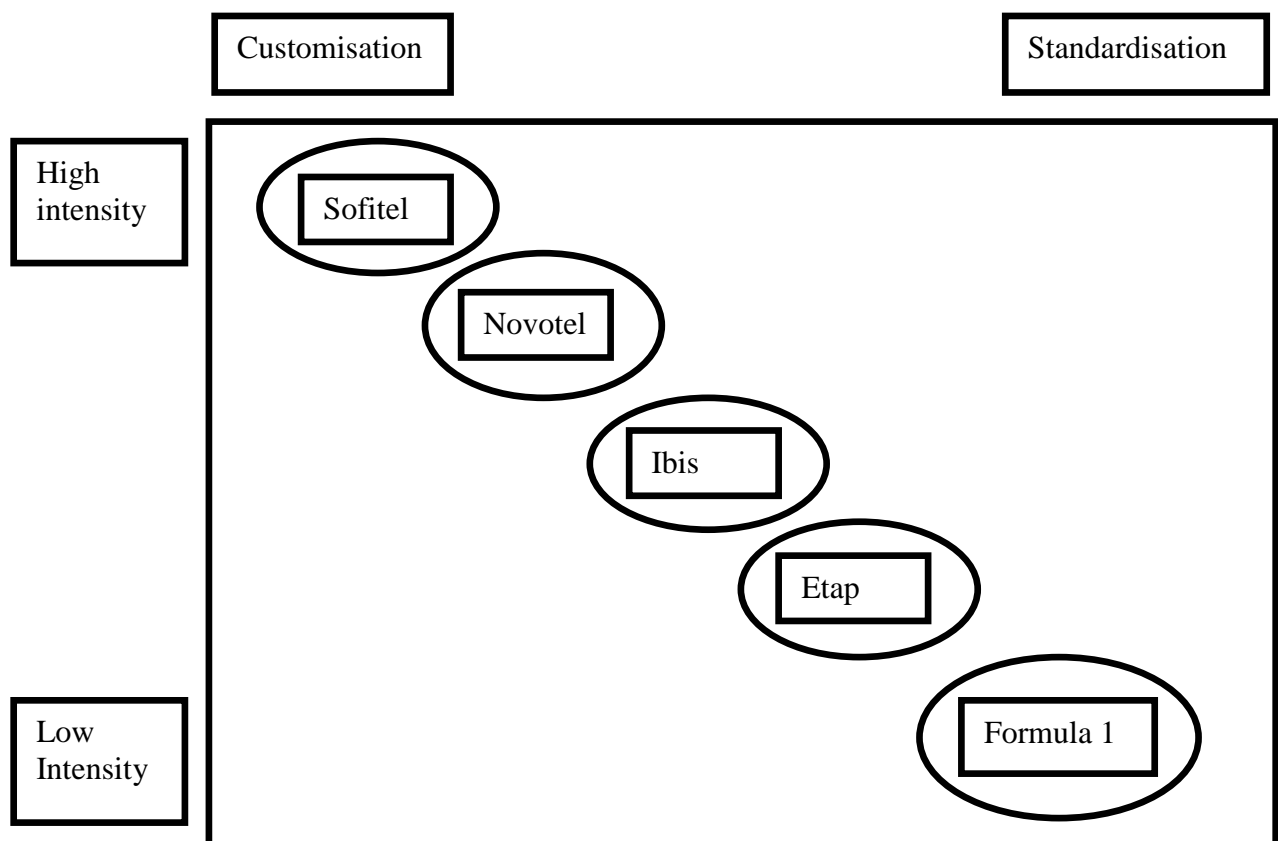 Customisation
Standardisation
High
intensity
Sofitel
Novotel
Ibis
Etap
Low
Intensity
Formula 1